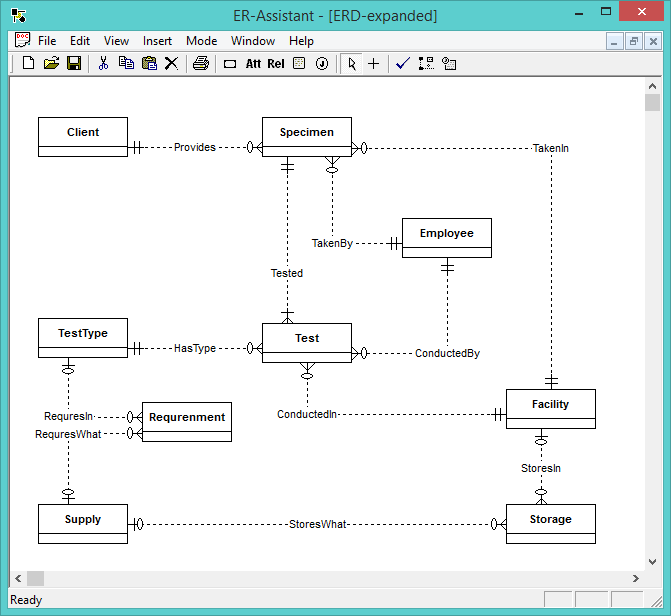 ER-Assistant - [ERD-expanded]
File Edit View Insert Mode Window Help
Att Rel
Client
Provides
Specimen
TakenIn
TakenBy
Employee
Tested
TestType
HasType
Test
ConductedBy
ConductedIn
Facility
RequresIn
Requrenment
RequresWhat
StoresIn
Supply
StoresWhat
Storage
Ready